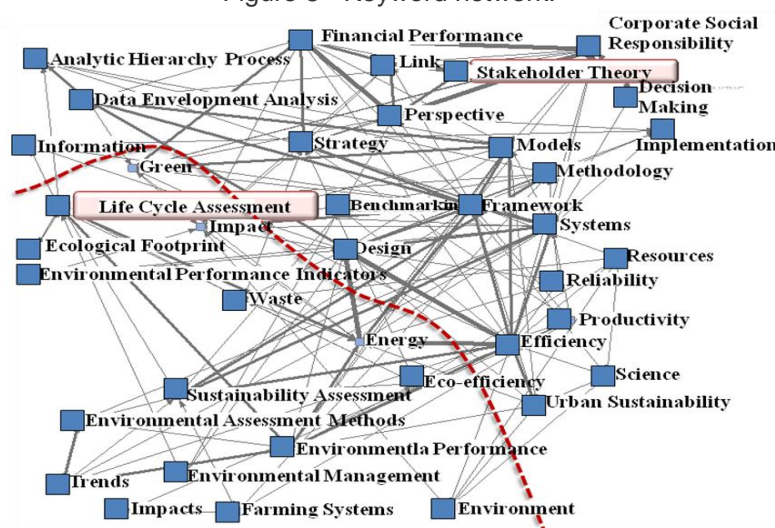 Figure 3 - Keyword network.
Corporate Social
Responsibility
Financial Performance
Analytic Hierarchy Process
Link
Stakeholder Theory
Decision
Making
Data Envelopment Analysis
Perspective
Information
Strategy
Models
Implementation
Green
Methodology
Life Cycle Assessment
Benchmarkin
Framework
Impact
Systems
Ecological Footprint
Design
Resources
Environmental Performance Indicators
Reliability
Waste
Productivity
Energy
Efficiency
Sustainability Assessment
Eco-efficiency
Science
Urban Sustainability
Environmental Assessment Methods
Environmentla Performance
Trends
Environmental Management
Impacts
Farming Systems
Environment